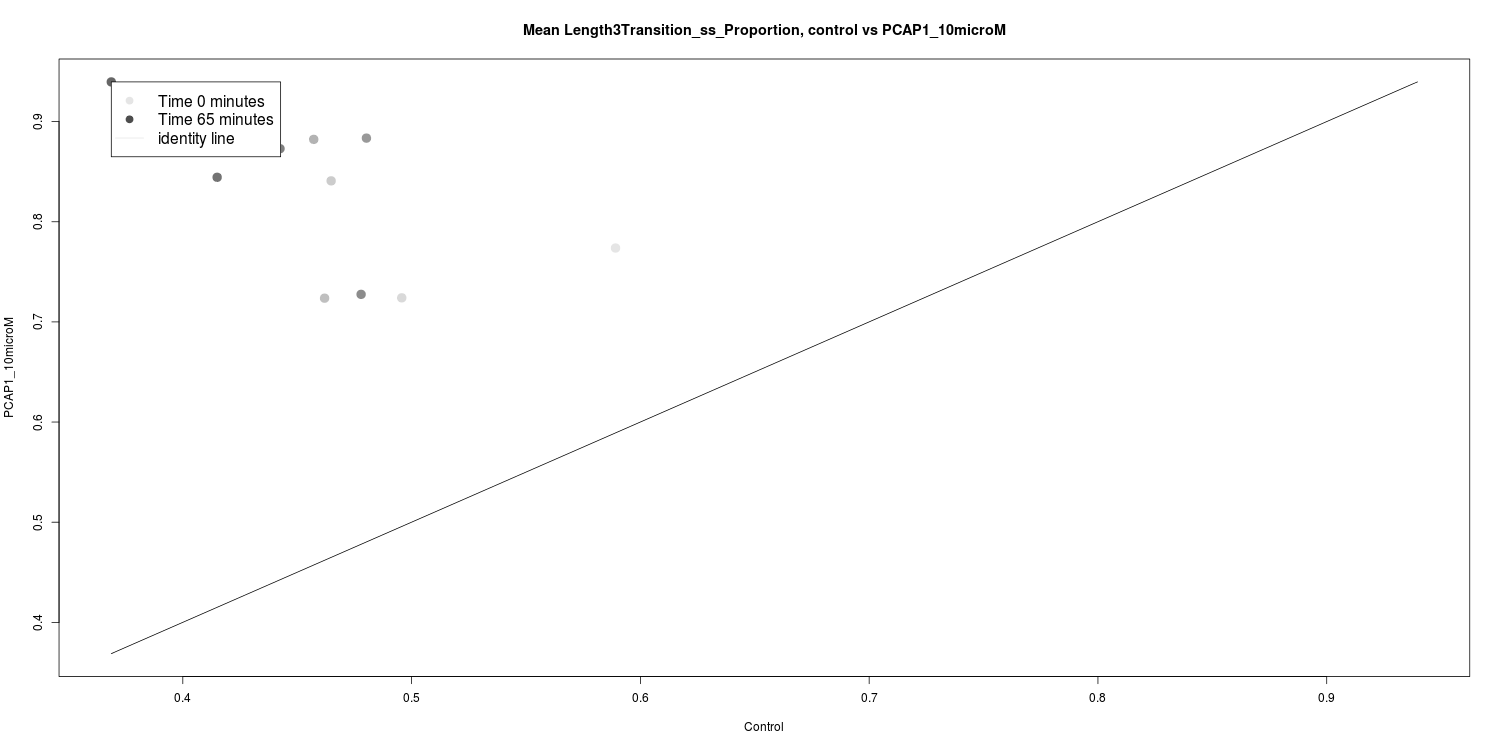 Mean Length3Transition_ss_Proportion, control vs PCAP1_10microM
Time 0 minutes
Time 65 minutes
identity line
PCAP1_10microM
0.9
0.8
0.7
0.6
0.5
0.4
0.4 0.5 0.6 0.7 0.8 0.9
Control